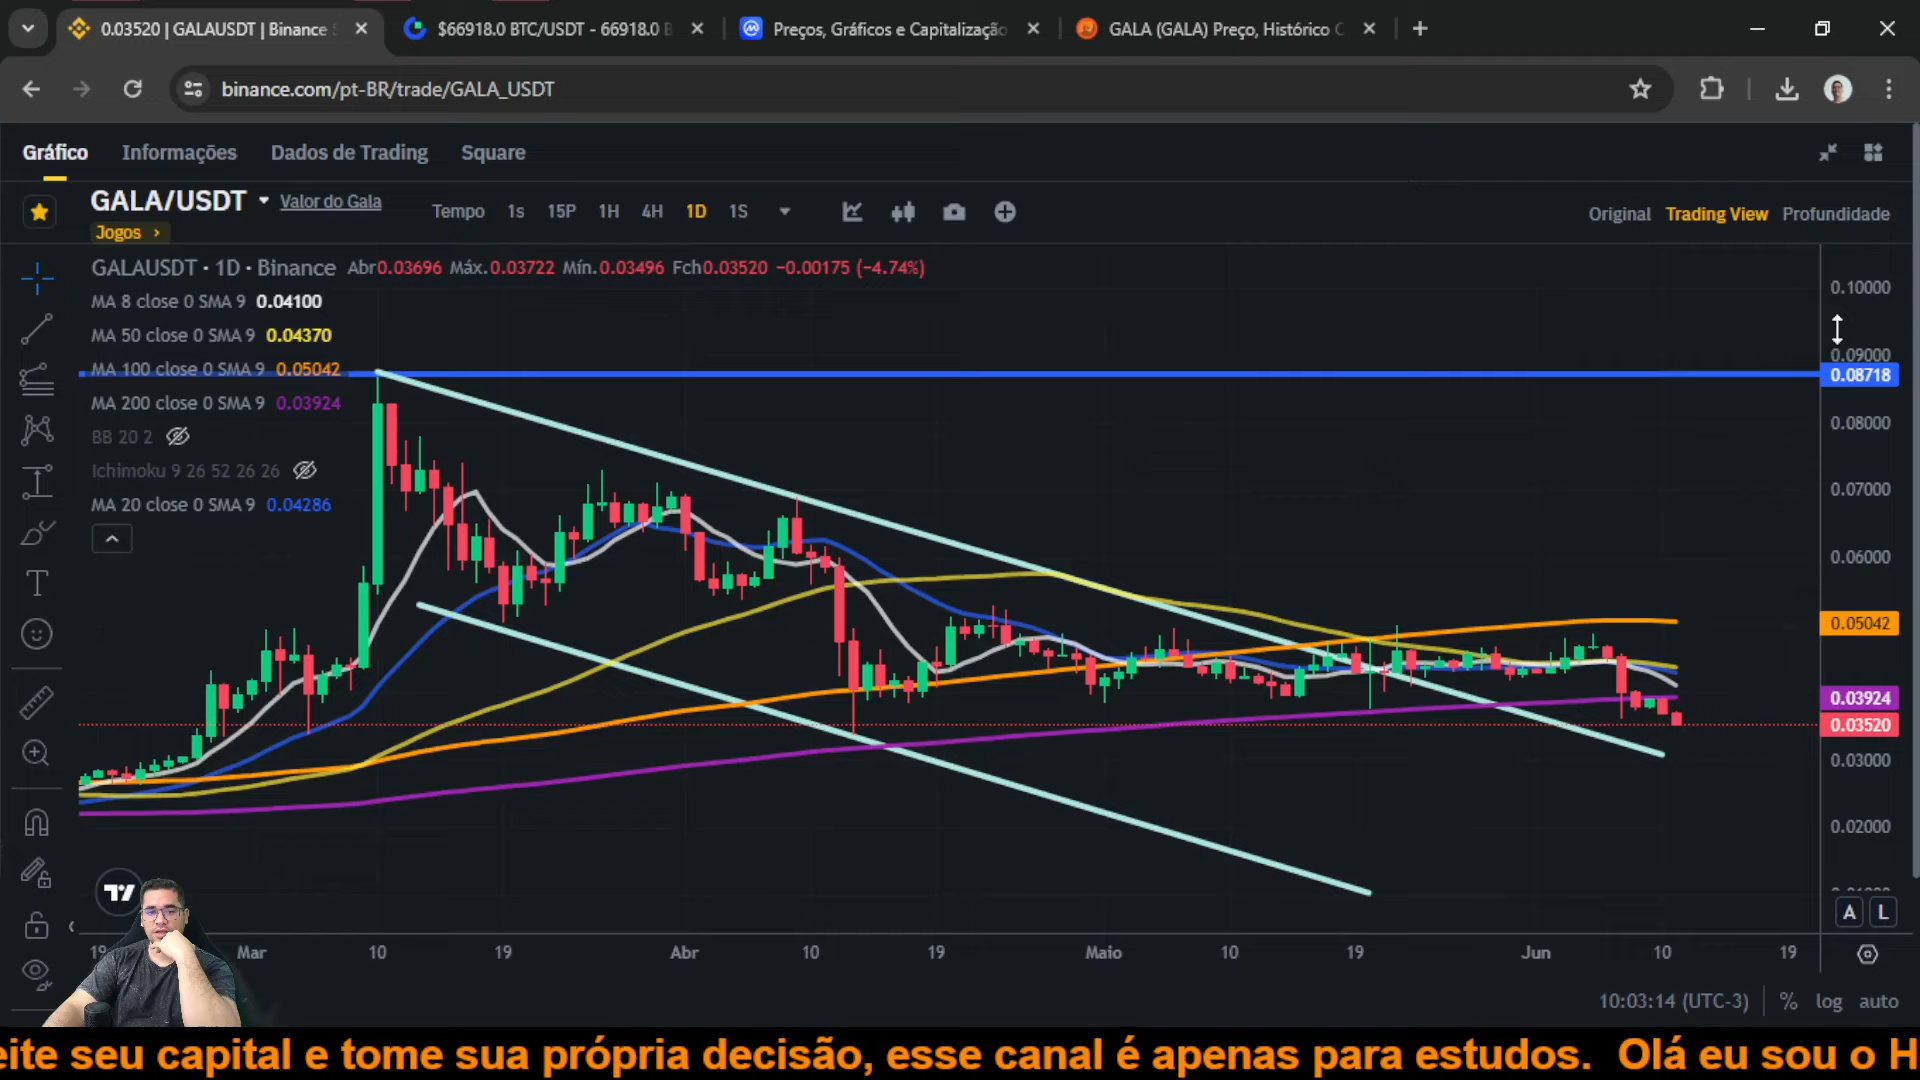 0.03520 | GALAUSDT | Binance S
$66918.0 BTC/USDT - 66918.0 B
Preços, Gráficos e Capitalização
GALA (GALA) Preço, Histórico C
binance.com/pt-BR/trade/GALA_USDT
Gráfico Informações Dados de Trading Square
GALA/USDT Valor do Gala
Jogos
Tempo 1s 15P 1H 4H 1D 1S
Original Trading View Profundidade
GALAUSDT · 1D · Binance Abr0.03696 Máx.0.03722 Mín.0.03496 Fch0.03520 −0.00175 (−4.74%)
MA 8 close 0 SMA 9 0.04100
MA 50 close 0 SMA 9 0.04370
MA 100 close 0 SMA 9 0.05042
MA 200 close 0 SMA 9 0.03924
BB 20 2
Ichimoku 9 26 52 26 26
MA 20 close 0 SMA 9 0.04286
0.10000
0.09000
0.08718
0.08000
0.07000
0.06000
0.05042
0.03924
0.03520
0.03000
0.02000
A L
19 Mar 10 19 Abr 10 19 Maio 10 19 Jun 10 19
10:03:14 (UTC-3) % log auto
eite seu capital e tome sua própria decisão, esse canal é apenas para estudos. Olá eu sou o H